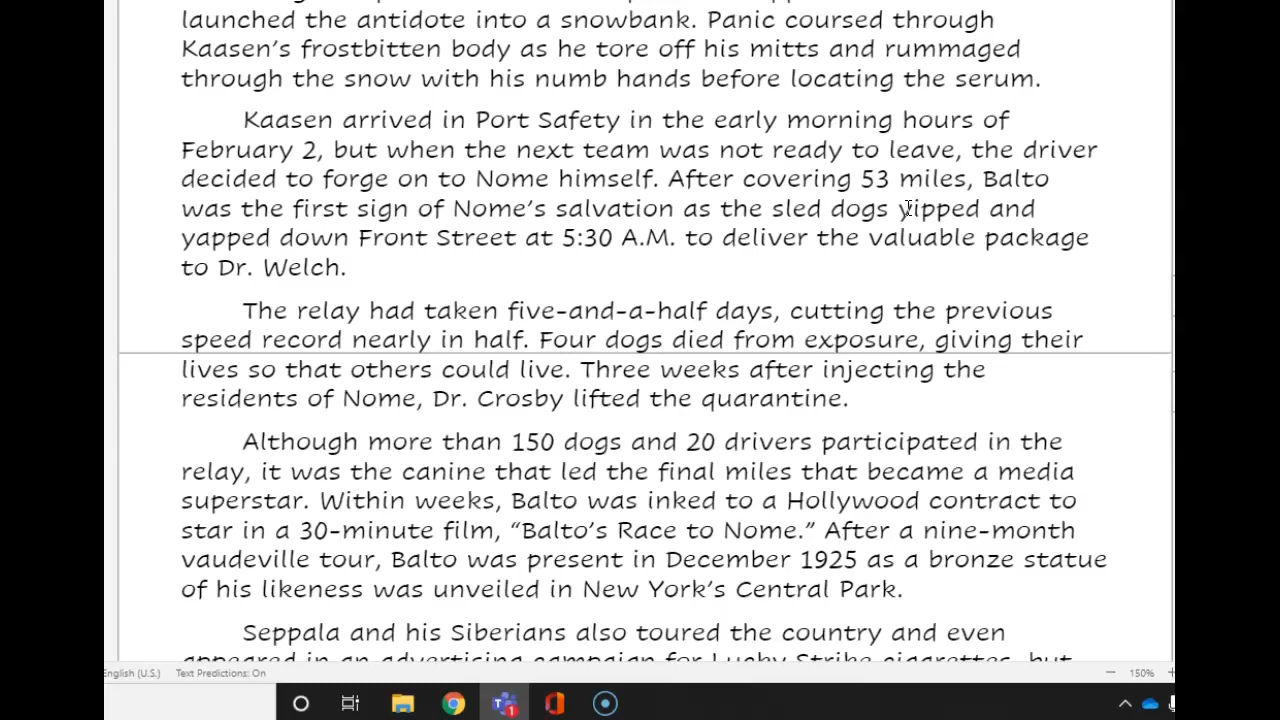 launched the antidote into a snowbank. Panic coursed through
Kaasen's frostbitten body as he tore off his mitts and rummaged
through the snow with his numb hands before locating the serum.
Kaasen arrived in Port Safety in the early morning hours of
February 2, but when the next team was not ready to leave, the driver
decided to forge on to Nome himself. After covering 53 miles, Balto
was the first sign of Nome's salvation as the sled dogs yipped and
yapped down Front Street at 5:30 A.M. to deliver the valuable package
to Dr. Welch.
The relay had taken five-and-a-half days, cutting the previous
speed record nearly in half. Four dogs died from exposure, giving their
lives so that others could live. Three weeks after injecting the
residents of Nome, Dr. Crosby lifted the quarantine.
Although more than 150 dogs and 20 drivers participated in the
relay, it was the canine that led the final miles that became a media
superstar. Within weeks, Balto was inked to a Hollywood contract to
star in a 30-minute film, “Balto's Race to Nome.” After a nine-month
vaudeville tour, Balto was present in December 1925 as a bronze statue
of his likeness was unveiled in New York's Central Park.
Seppala and his Siberians also toured the country and even
appeared in an advertising campaign for Lucky Strike cigarettes, but
English (U.S.) Text Predictions: On 150%
1